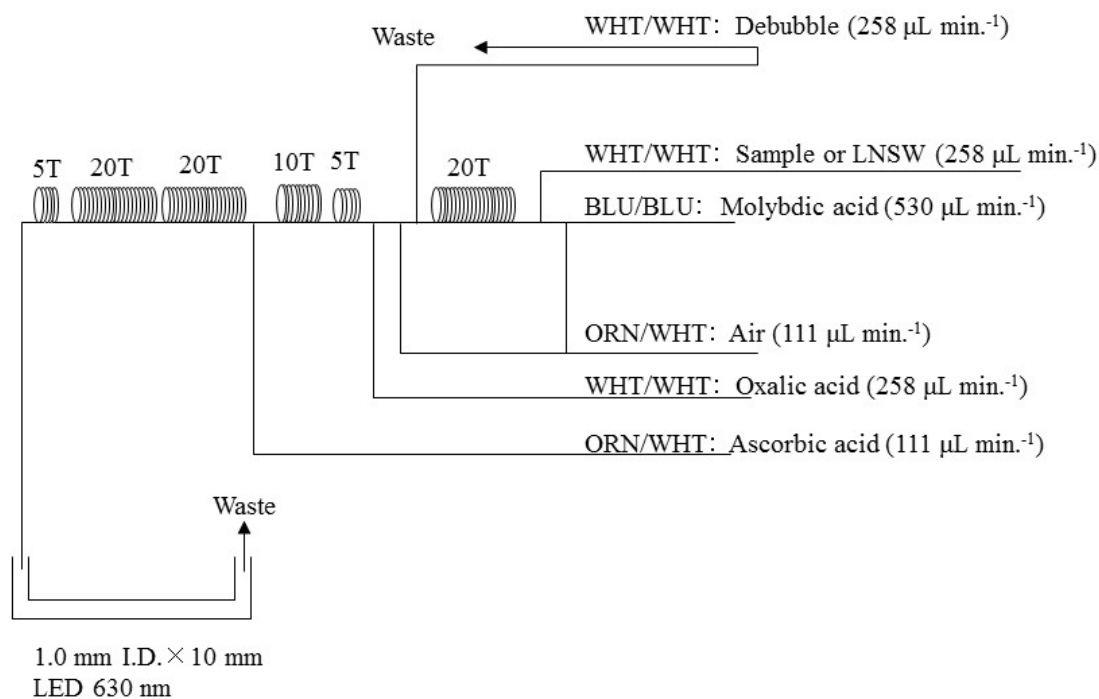 WHT/WHT: Debubble (258 μL min.⁻¹)
Waste
5T 20T 20T 10T 5T 20T
WHT/WHT: Sample or LNSW (258 μL min.⁻¹)
BLU/BLU: Molybdic acid (530 μL min.⁻¹)
ORN/WHT: Air (111 μL min.⁻¹)
WHT/WHT: Oxalic acid (258 μL min.⁻¹)
ORN/WHT: Ascorbic acid (111 μL min.⁻¹)
Waste
1.0 mm I.D.×10 mm
LED 630 nm